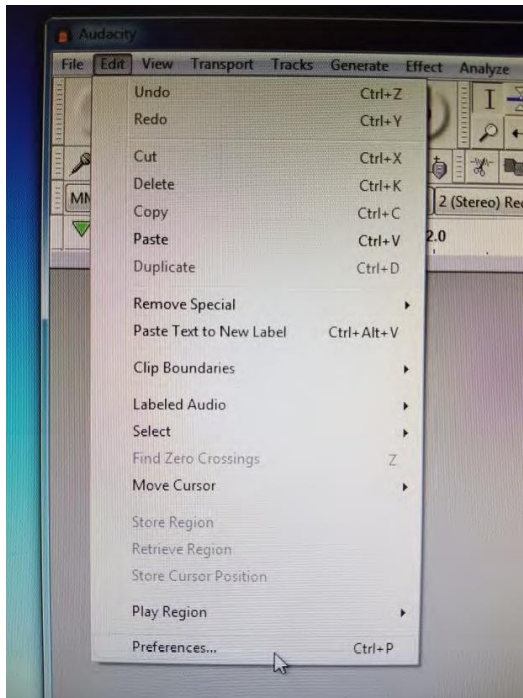 Audacity
File Edit View Transport Tracks Generate Effect Analyze
Undo Ctrl+Z
Redo Ctrl+Y
Cut Ctrl+X
Delete Ctrl+K
Copy Ctrl+C
Paste Ctrl+V
Duplicate Ctrl+D
Remove Special
Paste Text to New Label Ctrl+Alt+V
Clip Boundaries
Labeled Audio
Select
Find Zero Crossings Z
Move Cursor
Store Region
Retrieve Region
Store Cursor Position
Play Region
Preferences... Ctrl+P
MM
2 (Stereo) Rec
2.0